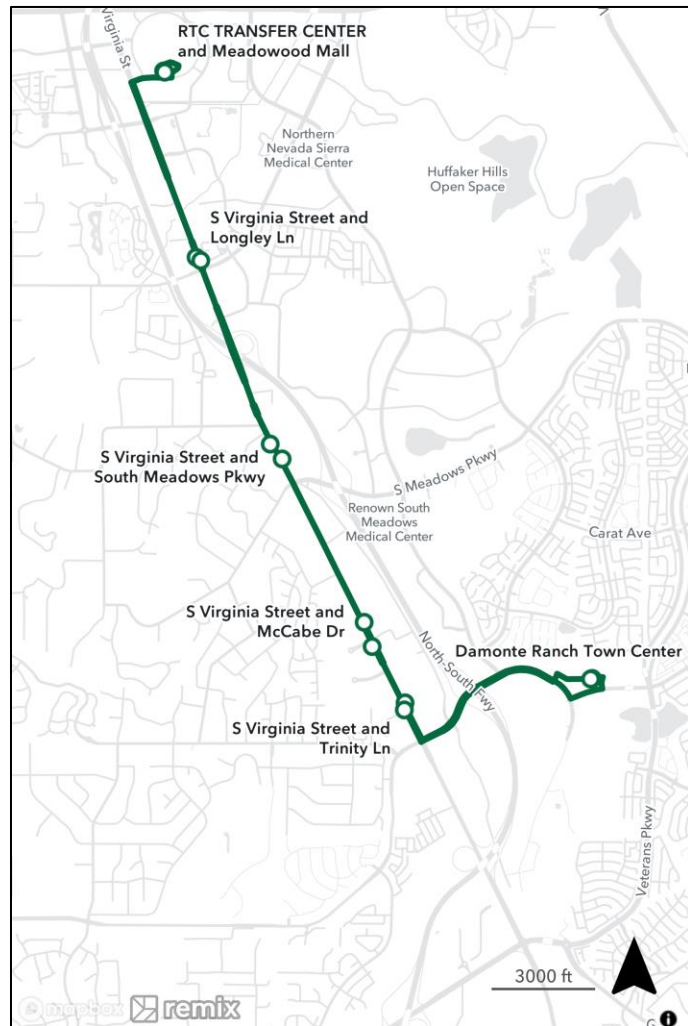 Virginia St
RTC TRANSFER CENTER
and Meadowood Mall
Northern
Nevada Sierra
Medical Center
Huffaker Hills
Open Space
S Virginia Street and
Longley Ln
S Virginia Street and
South Meadows Pkwy
S Meadows Pkwy
Renown South
Meadows
Medical Center
Carat Ave
S Virginia Street and
McCabe Dr
North-South Fwy
Damonte Ranch Town Center
S Virginia Street and
Trinity Ln
Veterans Pkwy
3000 ft
mapbox remix
G